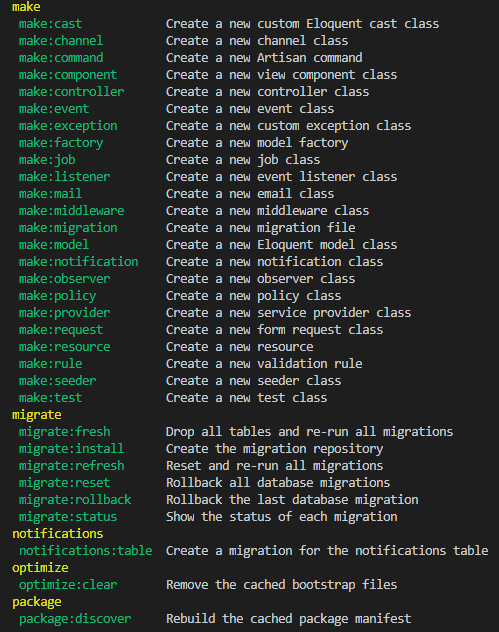 make
make:cast Create a new custom Eloquent cast class
make:channel Create a new channel class
make:command Create a new Artisan command
make:component Create a new view component class
make:controller Create a new controller class
make:event Create a new event class
make:exception Create a new custom exception class
make:factory Create a new model factory
make:job Create a new job class
make:listener Create a new event listener class
make:mail Create a new email class
make:middleware Create a new middleware class
make:migration Create a new migration file
make:model Create a new Eloquent model class
make:notification Create a new notification class
make:observer Create a new observer class
make:policy Create a new policy class
make:provider Create a new service provider class
make:request Create a new form request class
make:resource Create a new resource
make:rule Create a new validation rule
make:seeder Create a new seeder class
make:test Create a new test class
migrate
migrate:fresh Drop all tables and re-run all migrations
migrate:install Create the migration repository
migrate:refresh Reset and re-run all migrations
migrate:reset Rollback all database migrations
migrate:rollback Rollback the last database migration
migrate:status Show the status of each migration
notifications
notifications:table Create a migration for the notifications table
optimize
optimize:clear Remove the cached bootstrap files
package
package:discover Rebuild the cached package manifest